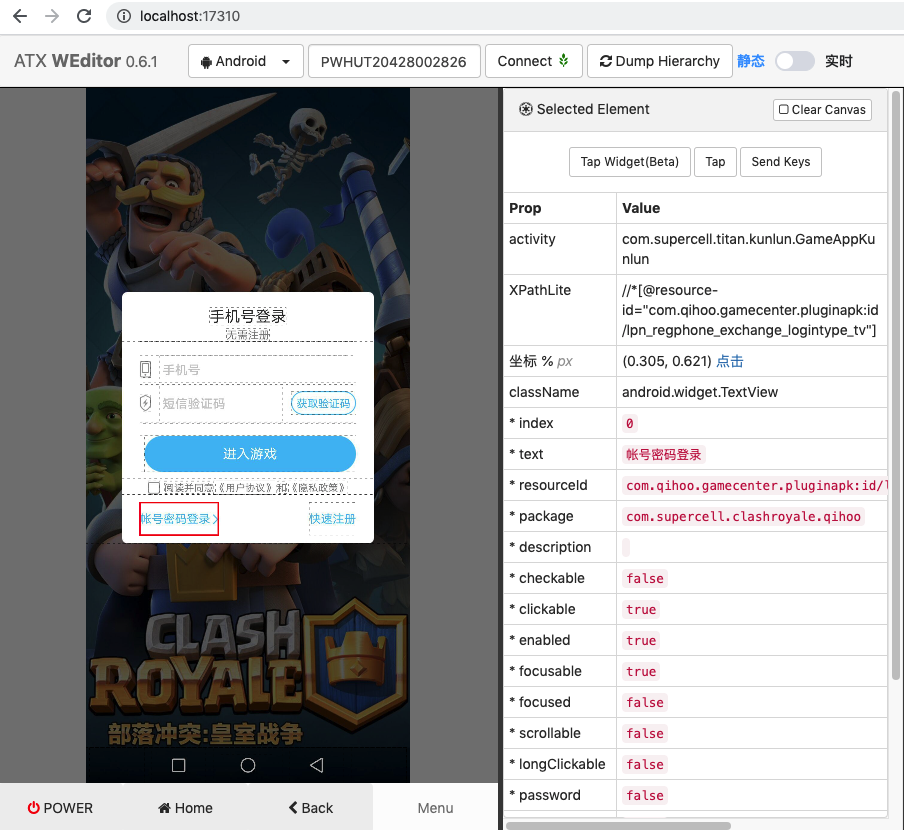 localhost:17310
ATX WEditor 0.6.1
Android
PWHUT20428002826
Connect
Dump Hierarchy
静态
实时
手机号登录
无需注册
手机号
短信验证码
获取验证码
进入游戏
阅读并同意《用户协议》和《隐私政策》
帐号密码登录>
快速注册
CLASH
ROYALE
部落冲突:皇室战争
POWER
Home
Back
Menu
Selected Element
Clear Canvas
Tap Widget(Beta)
Tap
Send Keys
Prop Value
activity com.supercell.titan.kunlun.GameAppKu
nlun
XPathLite //*[@resource-
id="com.qihoo.gamecenter.pluginapk:id
/lpn_regphone_exchange_logintype_tv"]
坐标 % px (0.305, 0.621) 点击
className android.widget.TextView
* index 0
* text 帐号密码登录
* resourceId com.qihoo.gamecenter.pluginapk:id/
* package com.supercell.clashroyale.qihoo
* description
* checkable false
* clickable true
* enabled true
* focusable true
* focused false
* scrollable false
* longClickable false
* password false